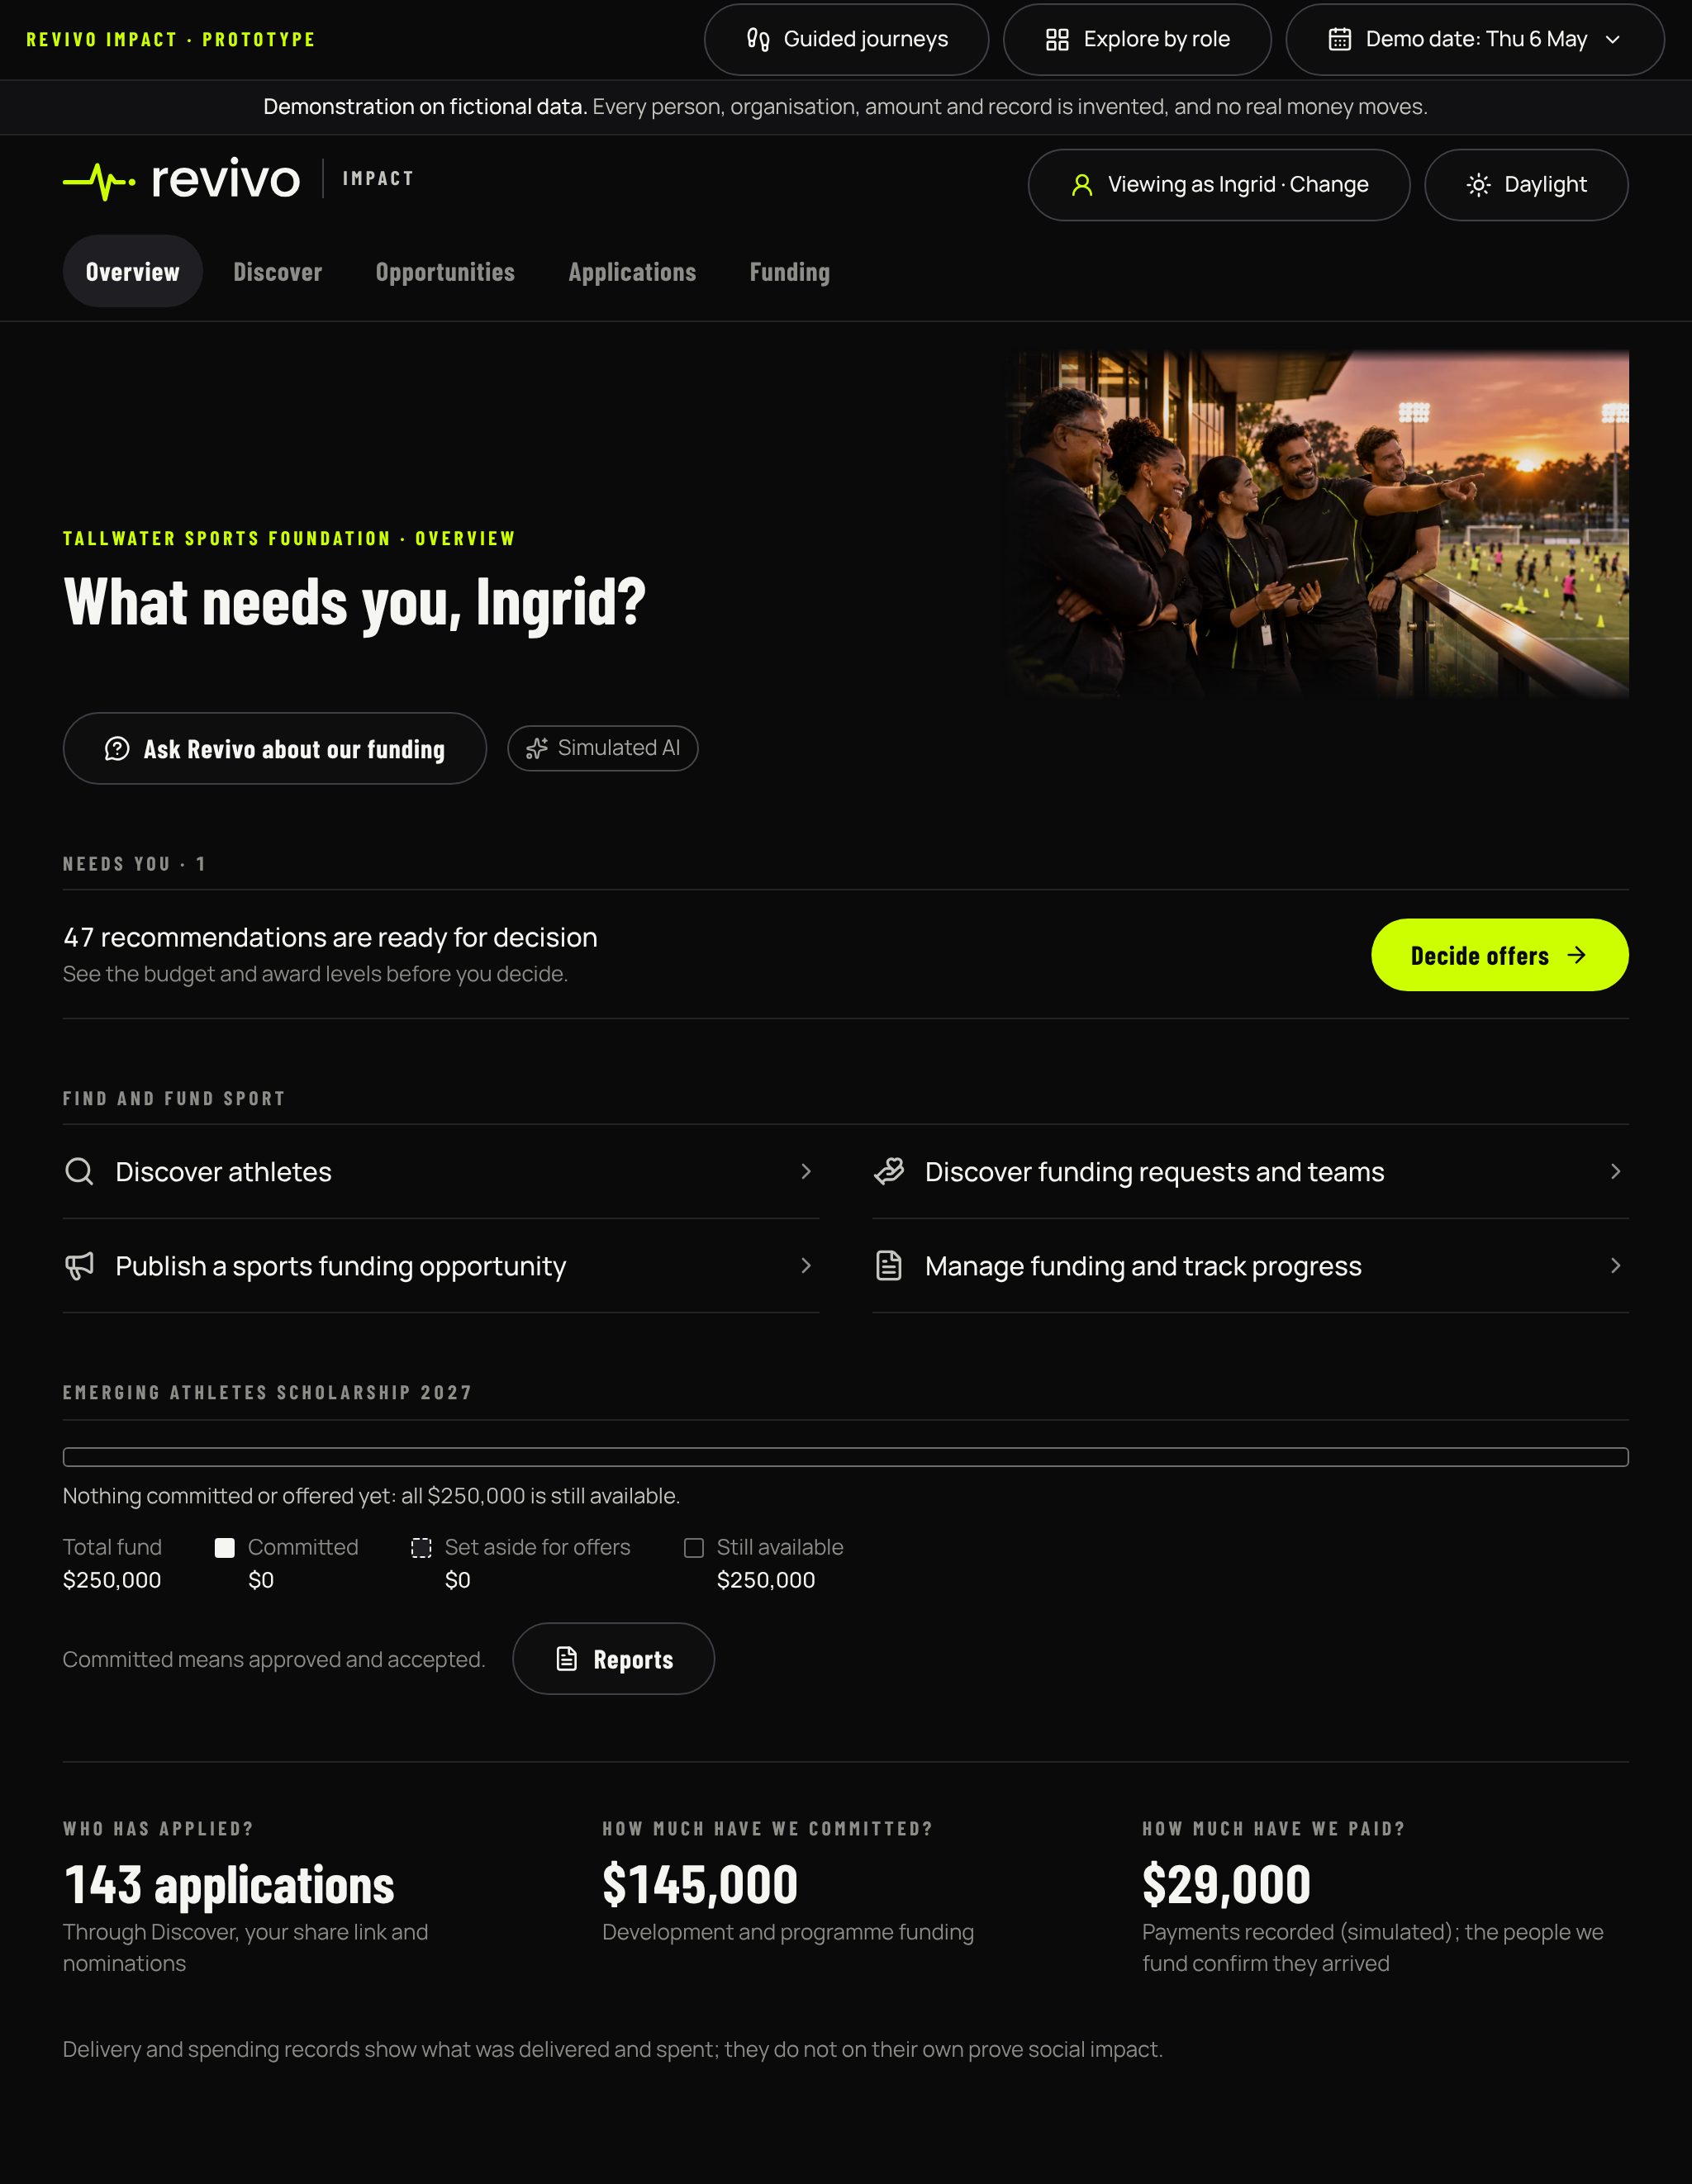 REVIVO IMPACT · PROTOTYPE
Guided journeys
Explore by role
Demo date: Thu 6 May
Demonstration on fictional data. Every person, organisation, amount and record is invented, and no real money moves.
revivo
IMPACT
Viewing as Ingrid · Change
Daylight
Overview
Discover
Opportunities
Applications
Funding
TALLWATER SPORTS FOUNDATION · OVERVIEW
What needs you, Ingrid?
Ask Revivo about our funding
Simulated AI
NEEDS YOU · 1
47 recommendations are ready for decision
See the budget and award levels before you decide.
Decide offers
FIND AND FUND SPORT
Discover athletes
Discover funding requests and teams
Publish a sports funding opportunity
Manage funding and track progress
EMERGING ATHLETES SCHOLARSHIP 2027
Nothing committed or offered yet: all $250,000 is still available.
Total fund
$250,000
Committed
$0
Set aside for offers
$0
Still available
$250,000
Committed means approved and accepted.
Reports
WHO HAS APPLIED?
143 applications
Through Discover, your share link and
nominations
HOW MUCH HAVE WE COMMITTED?
$145,000
Development and programme funding
HOW MUCH HAVE WE PAID?
$29,000
Payments recorded (simulated); the people we
fund confirm they arrived
Delivery and spending records show what was delivered and spent; they do not on their own prove social impact.